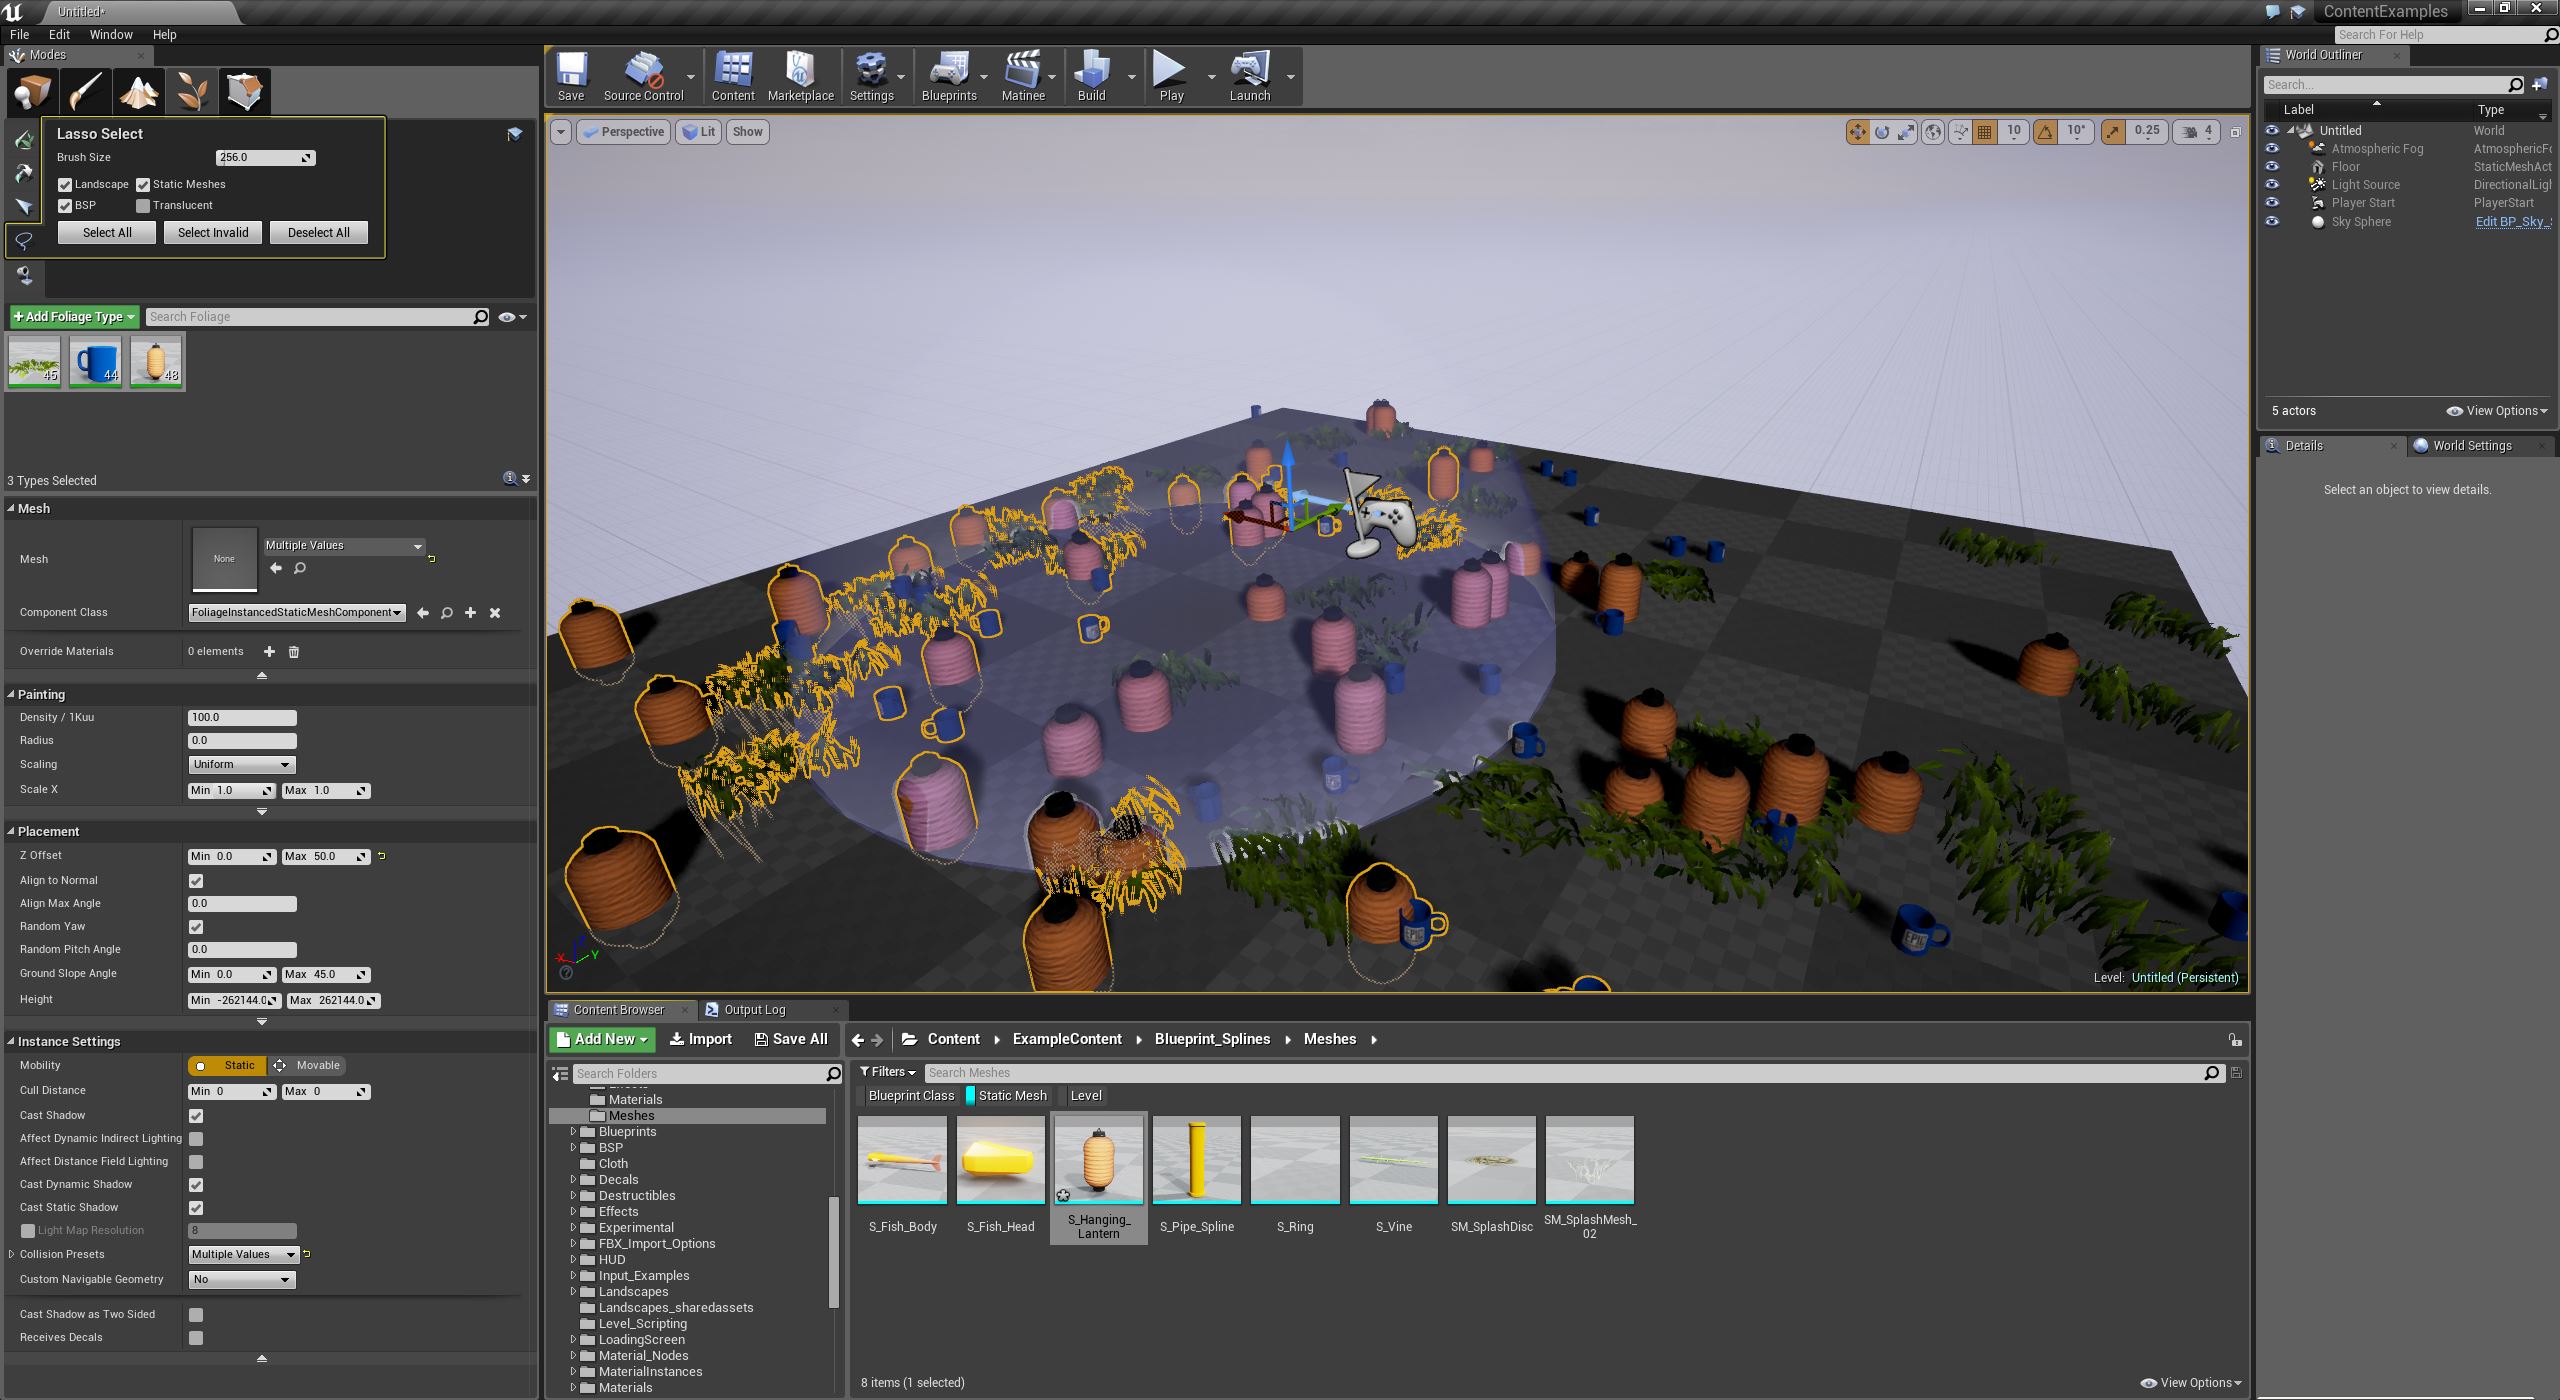 Untitled*
ContentExamples
File Edit Window Help
Search For Help
Modes
Lasso Select
Brush Size 256.0
Landscape Static Meshes
BSP Translucent
Select All Select Invalid Deselect All
Add Foliage Type Search Foliage
45 44 48
3 Types Selected
Mesh
Mesh None Multiple Values
Component Class FoliageInstancedStaticMeshComponent
Override Materials 0 elements
Painting
Density / 1Kuu 100.0
Radius 0.0
Scaling Uniform
Scale X Min 1.0 Max 1.0
Placement
Z Offset Min 0.0 Max 50.0
Align to Normal
Align Max Angle 0.0
Random Yaw
Random Pitch Angle 0.0
Ground Slope Angle Min 0.0 Max 45.0
Height Min -262144.0 Max 262144.0
Instance Settings
Mobility Static Movable
Cull Distance Min 0 Max 0
Cast Shadow
Affect Dynamic Indirect Lighting
Affect Distance Field Lighting
Cast Dynamic Shadow
Cast Static Shadow
Light Map Resolution 8
Collision Presets Multiple Values
Custom Navigable Geometry No
Cast Shadow as Two Sided
Receives Decals
Save Source Control Content Marketplace Settings Blueprints Matinee Build Play Launch
Perspective Lit Show
10 10° 0.25 4
EPIC
X Y
Level: Untitled (Persistent)
Content Browser Output Log
Add New Import Save All Content ExampleContent Blueprint_Splines Meshes
Search Folders
Effects
Materials
Meshes
Blueprints
BSP
Cloth
Decals
Destructibles
Effects
Experimental
FBX_Import_Options
HUD
Input_Examples
Landscapes
Landscapes_sharedassets
Level_Scripting
LoadingScreen
Material_Nodes
MaterialInstances
Materials
Filters Search Meshes
Blueprint Class Static Mesh Level
S_Fish_Body
S_Fish_Head
S_Hanging_
Lantern
S_Pipe_Spline
S_Ring
S_Vine
SM_SplashDisc
SM_SplashMesh_
02
8 items (1 selected)
View Options
World Outliner
Search...
Label Type
Untitled World
Atmospheric Fog AtmosphericFo
Floor StaticMeshAct
Light Source DirectionalLigh
Player Start PlayerStart
Sky Sphere Edit BP_Sky_S
5 actors View Options
Details World Settings
Select an object to view details.